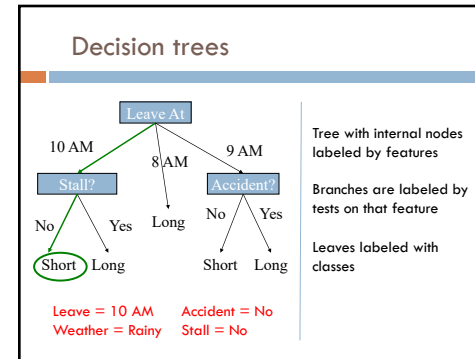 Decision trees
Leave At
10 AM
8 AM
9 AM
Stall?
Accident?
No
Yes
Long
No
Yes
Short
Long
Short
Long
Leave = 10 AM Accident = No
Weather = Rainy Stall = No
Tree with internal nodes
labeled by features
Branches are labeled by
tests on that feature
Leaves labeled with
classes